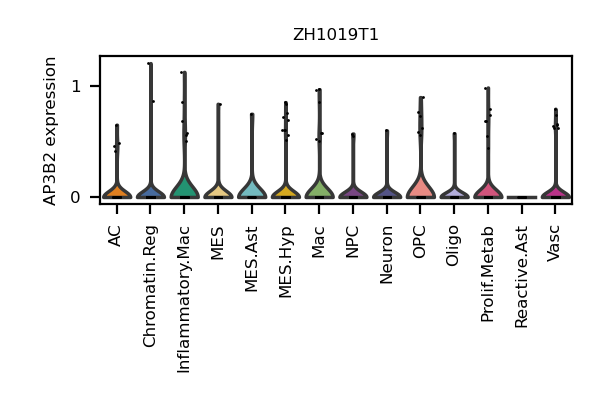 ZH1019T1
AP3B2 expression
1
0
AC
Chromatin.Reg
Inflammatory.Mac
MES
MES.Ast
MES.Hyp
Mac
NPC
Neuron
OPC
Oligo
Prolif.Metab
Reactive.Ast
Vasc